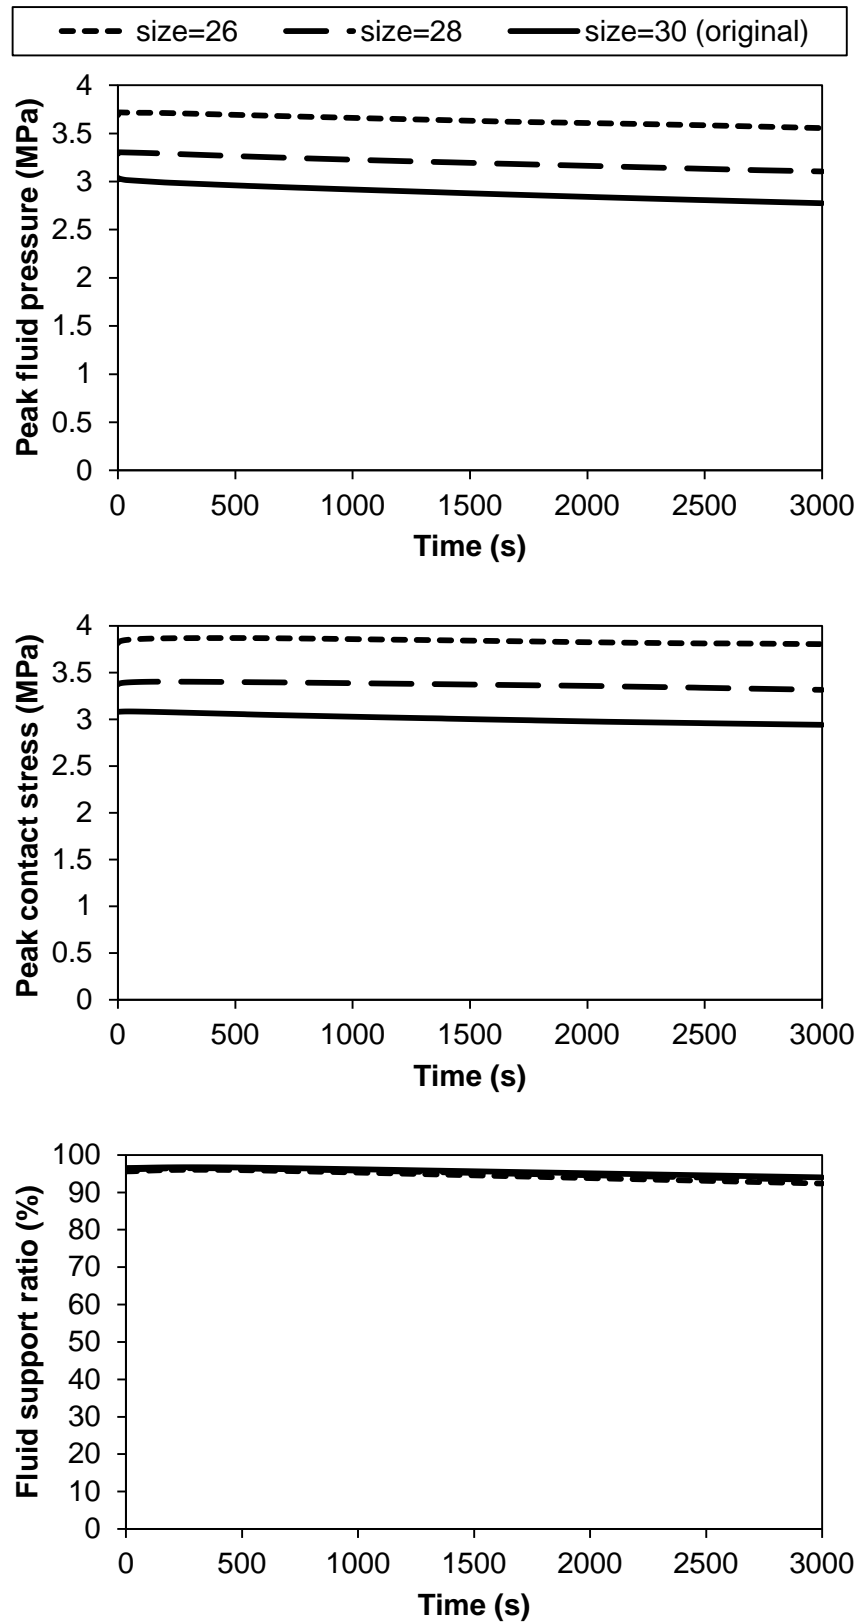 size=26 size=28 size=30 (original)
Peak fluid pressure (MPa)
4
3.5
3
2.5
2
1.5
1
0.5
0
0 500 1000 1500 2000 2500 3000
Time (s)
Peak contact stress (MPa)
4
3.5
3
2.5
2
1.5
1
0.5
0
0 500 1000 1500 2000 2500 3000
Time (s)
Fluid support ratio (%)
100
90
80
70
60
50
40
30
20
10
0
0 500 1000 1500 2000 2500 3000
Time (s)